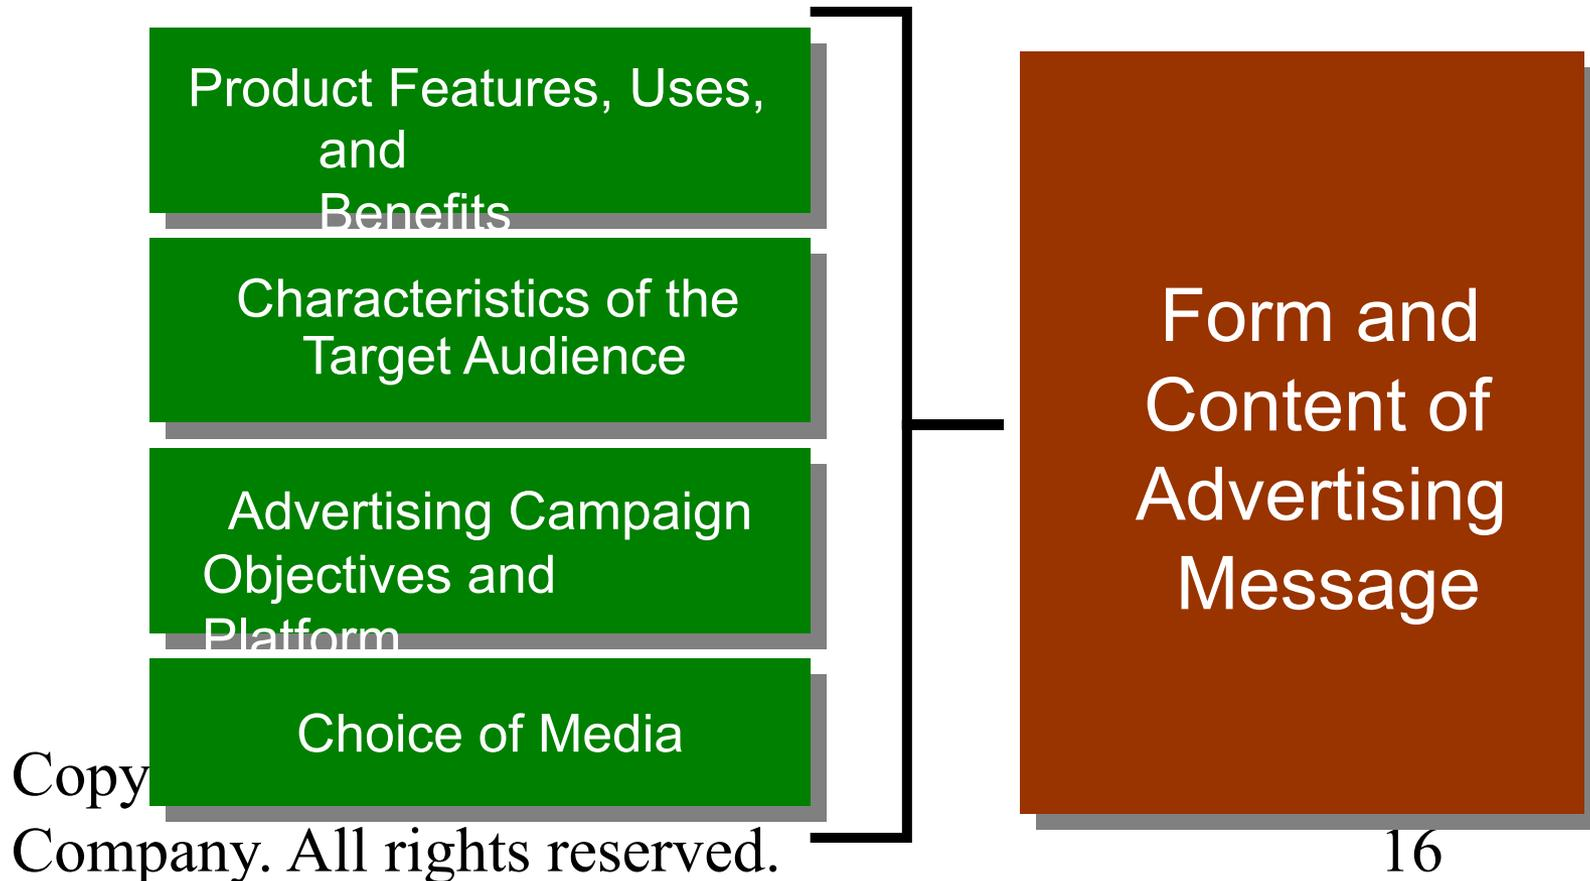 Product Features, Uses,
and
Benefits
Characteristics of the
Target Audience
Advertising Campaign
Objectives and
Platform
Choice of Media
Form and
Content of
Advertising
Message
Copy
Company. All rights reserved.
16